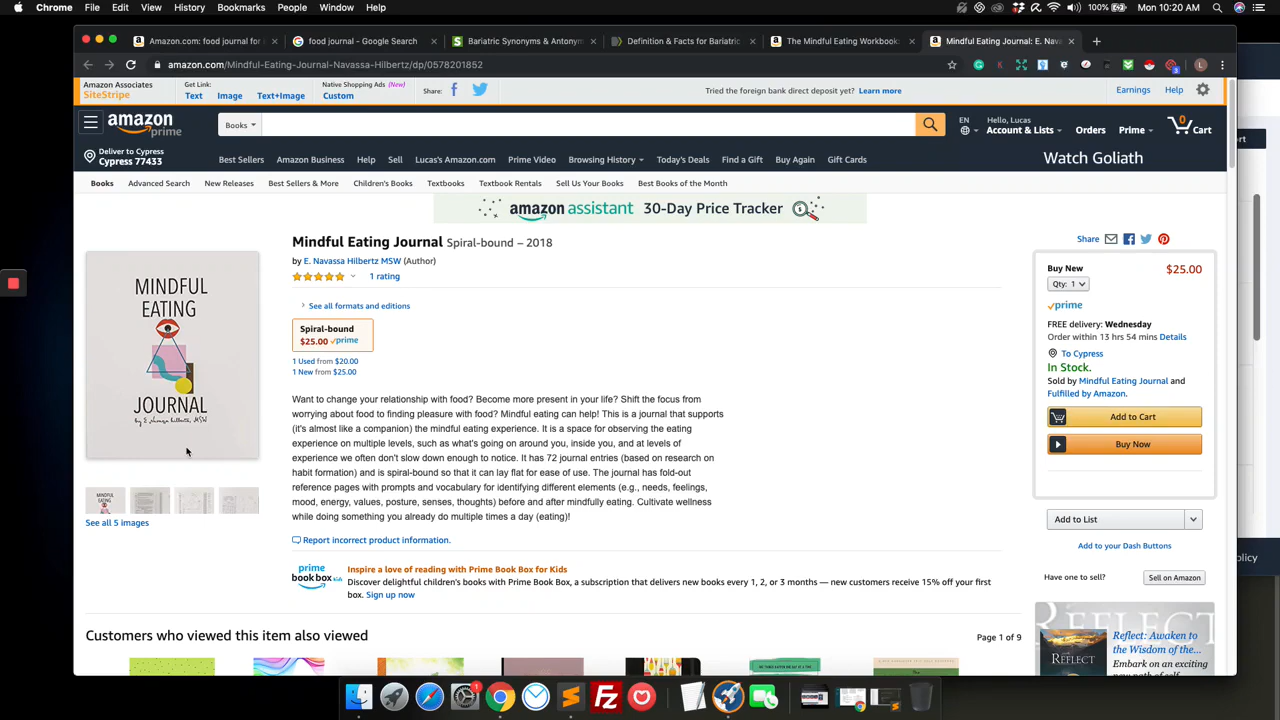 Chrome File Edit View History Bookmarks People Window Help 100% Mon 10:20 AM
Amazon.com: food journal for
food journal - Google Search
Bariatric Synonyms & Antonym
Definition & Facts for Bariatric
The Mindful Eating Workbook:
Mindful Eating Journal: E. Nava
amazon.com/Mindful-Eating-Journal-Navassa-Hilbertz/dp/0578201852
Amazon Associates
SiteStripe
Get Link:
Text Image Text+Image
Native Shopping Ads (New)
Custom
Share:
Tried the foreign bank direct deposit yet? Learn more
Earnings Help
amazon prime
Books
EN
Hello, Lucas
Account & Lists Orders Prime
0
Cart
Deliver to Cypress
Cypress 77433
Best Sellers Amazon Business Help Sell Lucas's Amazon.com Prime Video Browsing History Today's Deals Find a Gift Buy Again Gift Cards
Watch Goliath
Books Advanced Search New Releases Best Sellers & More Children's Books Textbooks Textbook Rentals Sell Us Your Books Best Books of the Month
amazon assistant 30-Day Price Tracker
MINDFUL
EATING
JOURNAL
by E. Navassa Hilbertz, MSW
See all 5 images
Mindful Eating Journal Spiral-bound – 2018
by E. Navassa Hilbertz MSW (Author)
1 rating
See all formats and editions
Spiral-bound
$25.00 prime
1 Used from $20.00
1 New from $25.00
Want to change your relationship with food? Become more present in your life? Shift the focus from
worrying about food to finding pleasure with food? Mindful eating can help! This is a journal that supports
(it's almost like a companion) the mindful eating experience. It is a space for observing the eating
experience on multiple levels, such as what's going on around you, inside you, and at levels of
experience we often don't slow down enough to notice. It has 72 journal entries (based on research on
habit formation) and is spiral-bound so that it can lay flat for ease of use. The journal has fold-out
reference pages with prompts and vocabulary for identifying different elements (e.g., needs, feelings,
mood, energy, values, posture, senses, thoughts) before and after mindfully eating. Cultivate wellness
while doing something you already do multiple times a day (eating)!
Report incorrect product information.
prime
book box kids
Inspire a love of reading with Prime Book Box for Kids
Discover delightful children's books with Prime Book Box, a subscription that delivers new books every 1, 2, or 3 months — new customers receive 15% off your first
box. Sign up now
Share
Buy New $25.00
Qty: 1
prime
FREE delivery: Wednesday
Order within 13 hrs 54 mins Details
To Cypress
In Stock.
Sold by Mindful Eating Journal and
Fulfilled by Amazon.
Add to Cart
Buy Now
Add to List
Add to your Dash Buttons
Have one to sell? Sell on Amazon
REFLECT
Reflect: Awaken to
the Wisdom of the...
Embark on an exciting
Customers who viewed this item also viewed
Page 1 of 9